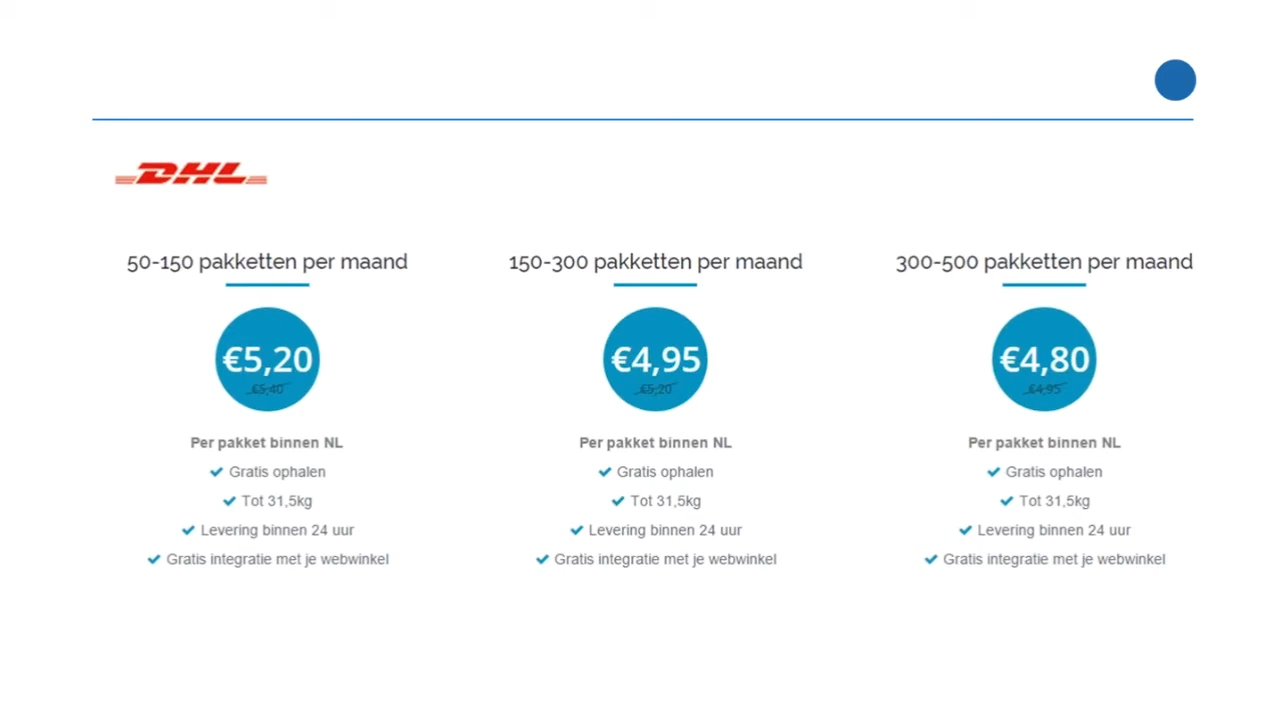 DHL
50-150 pakketten per maand
€5,20
€5,40
Per pakket binnen NL
Gratis ophalen
Tot 31,5kg
Levering binnen 24 uur
Gratis integratie met je webwinkel
150-300 pakketten per maand
€4,95
€5,20
Per pakket binnen NL
Gratis ophalen
Tot 31,5kg
Levering binnen 24 uur
Gratis integratie met je webwinkel
300-500 pakketten per maand
€4,80
€4,95
Per pakket binnen NL
Gratis ophalen
Tot 31,5kg
Levering binnen 24 uur
Gratis integratie met je webwinkel